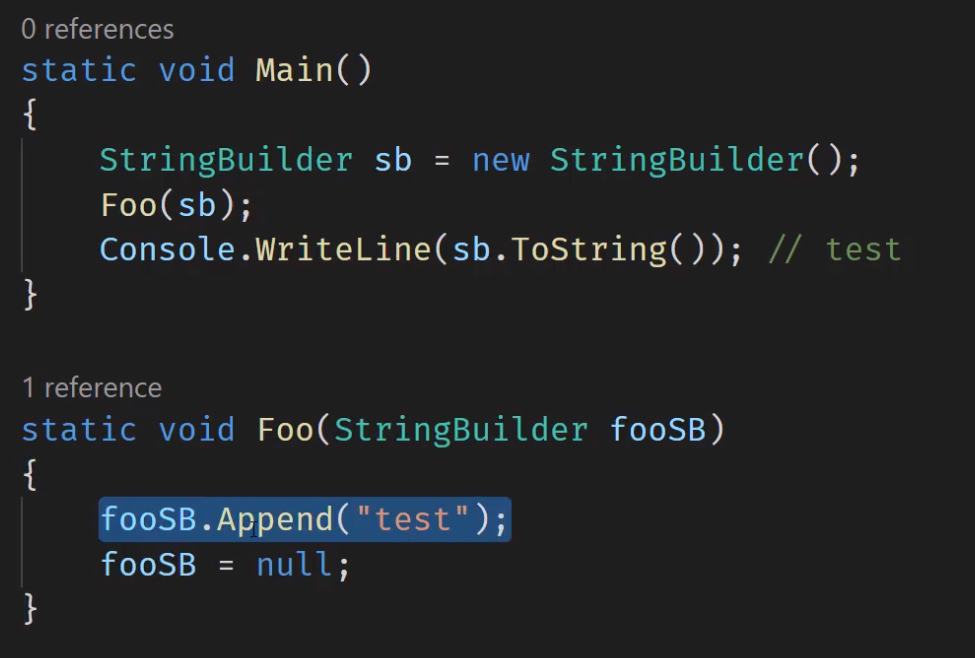 0 references
static void Main()
{
StringBuilder sb = new StringBuilder();
Foo(sb);
Console.WriteLine(sb.ToString()); // test
}
1 reference
static void Foo(StringBuilder fooSB)
{
fooSB.Append("test");
fooSB = null;
}